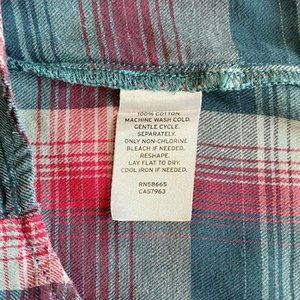 100% COTTON
MACHINE WASH COLD.
GENTLE CYCLE.
SEPARATELY.
ONLY NON-CHLORINE
BLEACH IF NEEDED.
RESHAPE.
LAY FLAT TO DRY.
COOL IRON IF NEEDED.
RN58665
CA57963